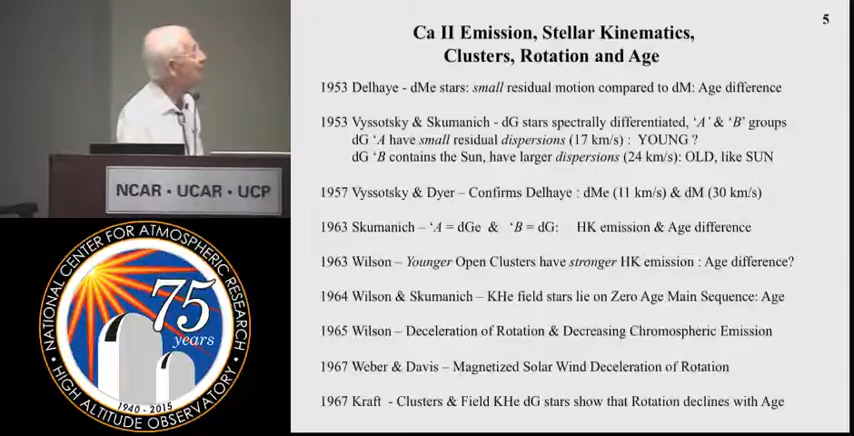 5
Ca II Emission, Stellar Kinematics,
Clusters, Rotation and Age
1953 Delhaye - dMe stars: small residual motion compared to dM: Age difference
1953 Vyssotsky & Skumanich - dG stars spectrally differentiated, ‘A’ & ‘B’ groups
dG ‘A have small residual dispersions (17 km/s) : YOUNG ?
dG ‘B contains the Sun, have larger dispersions (24 km/s): OLD, like SUN
1957 Vyssotsky & Dyer – Confirms Delhaye : dMe (11 km/s) & dM (30 km/s)
1963 Skumanich – ‘A = dGe & ‘B = dG: HK emission & Age difference
1963 Wilson – Younger Open Clusters have stronger HK emission : Age difference?
1964 Wilson & Skumanich – KHe field stars lie on Zero Age Main Sequence: Age
1965 Wilson – Deceleration of Rotation & Decreasing Chromospheric Emission
1967 Weber & Davis – Magnetized Solar Wind Deceleration of Rotation
1967 Kraft - Clusters & Field KHe dG stars show that Rotation declines with Age
NCAR • UCAR • UCP
NATIONAL CENTER FOR ATMOSPHERIC RESEARCH
75
years
1940 - 2015
HIGH ALTITUDE OBSERVATORY